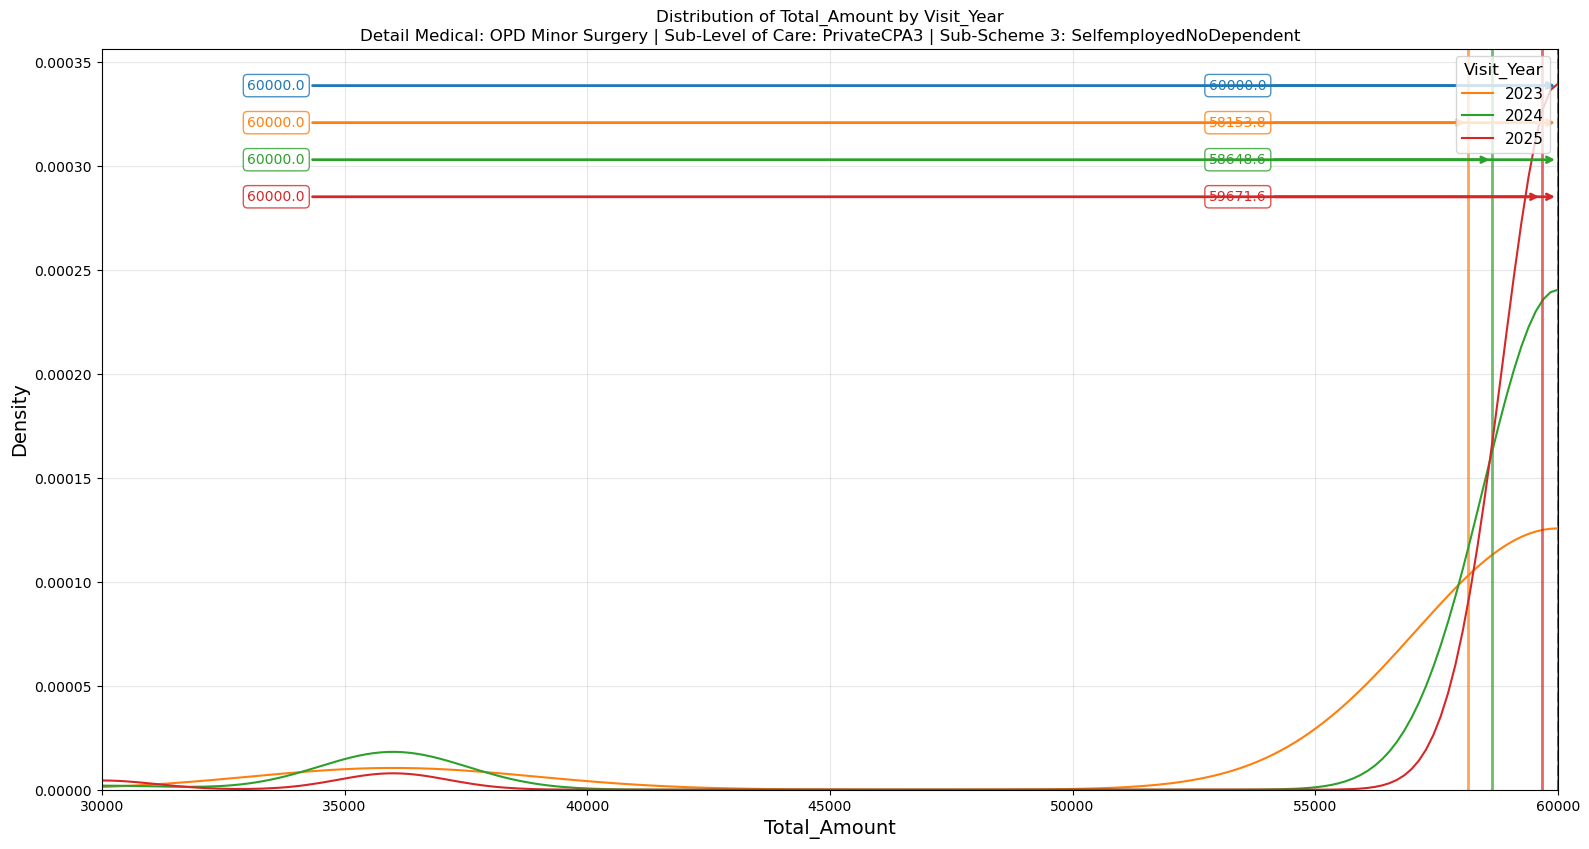 Distribution of Total_Amount by Visit_Year
Detail Medical: OPD Minor Surgery | Sub-Level of Care: PrivateCPA3 | Sub-Scheme 3: SelfemployedNoDependent
Visit_Year
2023
2024
2025
60000.0 60000.0
60000.0 58153.8
60000.0 58648.6
60000.0 59671.6
Density
0.00035
0.00030
0.00025
0.00020
0.00015
0.00010
0.00005
0.00000
30000 35000 40000 45000 50000 55000 60000
Total_Amount